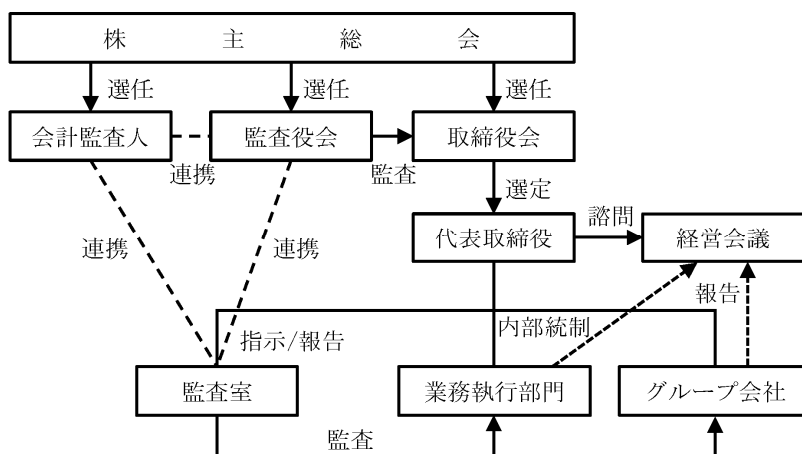 株主総会
選任
選任
選任
会計監査人
監査役会
取締役会
連携
監査
選定
諮問
代表取締役
経営会議
連携
連携
報告
内部統制
指示/報告
監査室
業務執行部門
グループ会社
監査